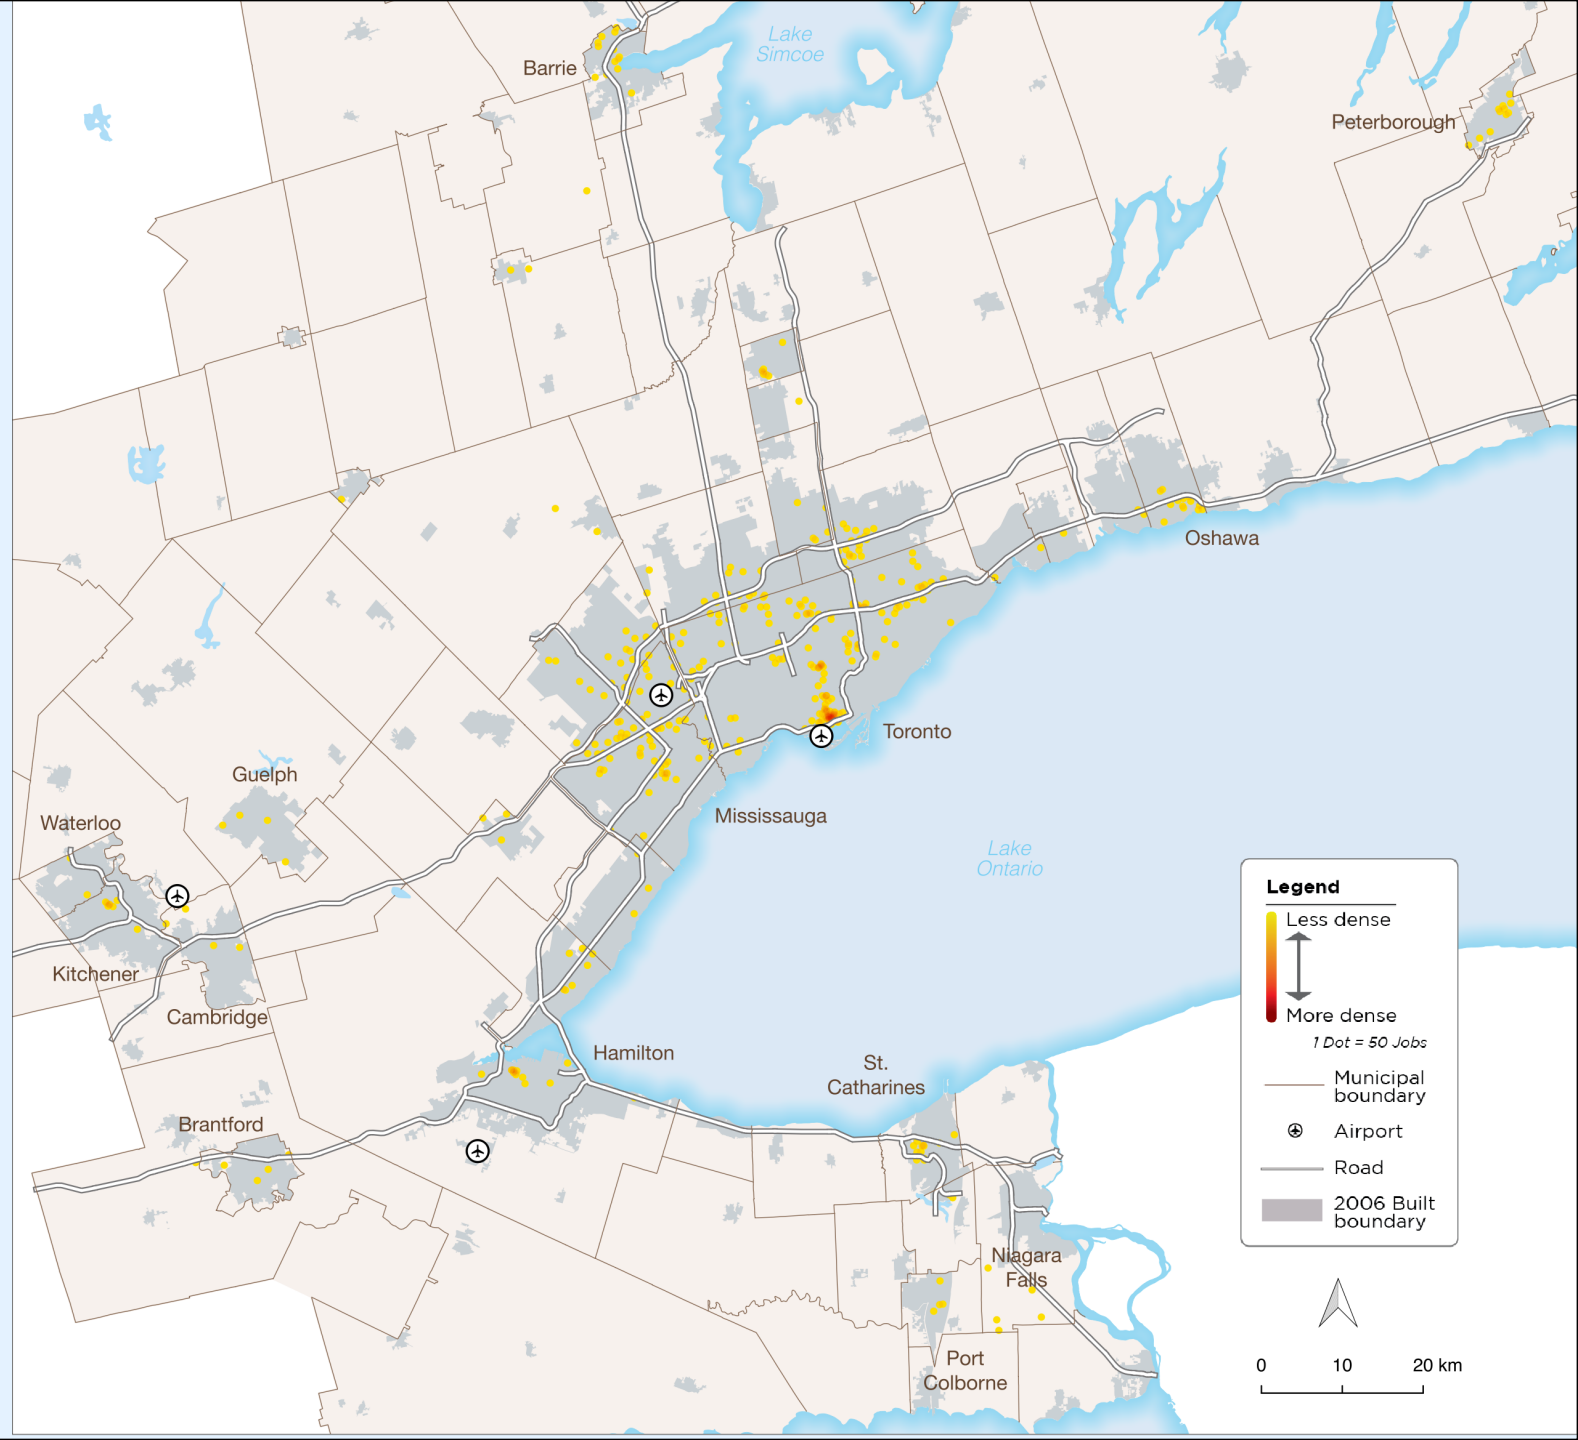 Lake
Simcoe
Barrie
Peterborough
Oshawa
Toronto
Guelph
Waterloo
Mississauga
Lake
Ontario
Kitchener
Cambridge
Hamilton
St.
Catharines
Brantford
Niagara
Falls
Port
Colborne
Legend
Less dense
More dense
1 Dot = 50 Jobs
Municipal
boundary
Airport
Road
2006 Built
boundary
0 10 20 km